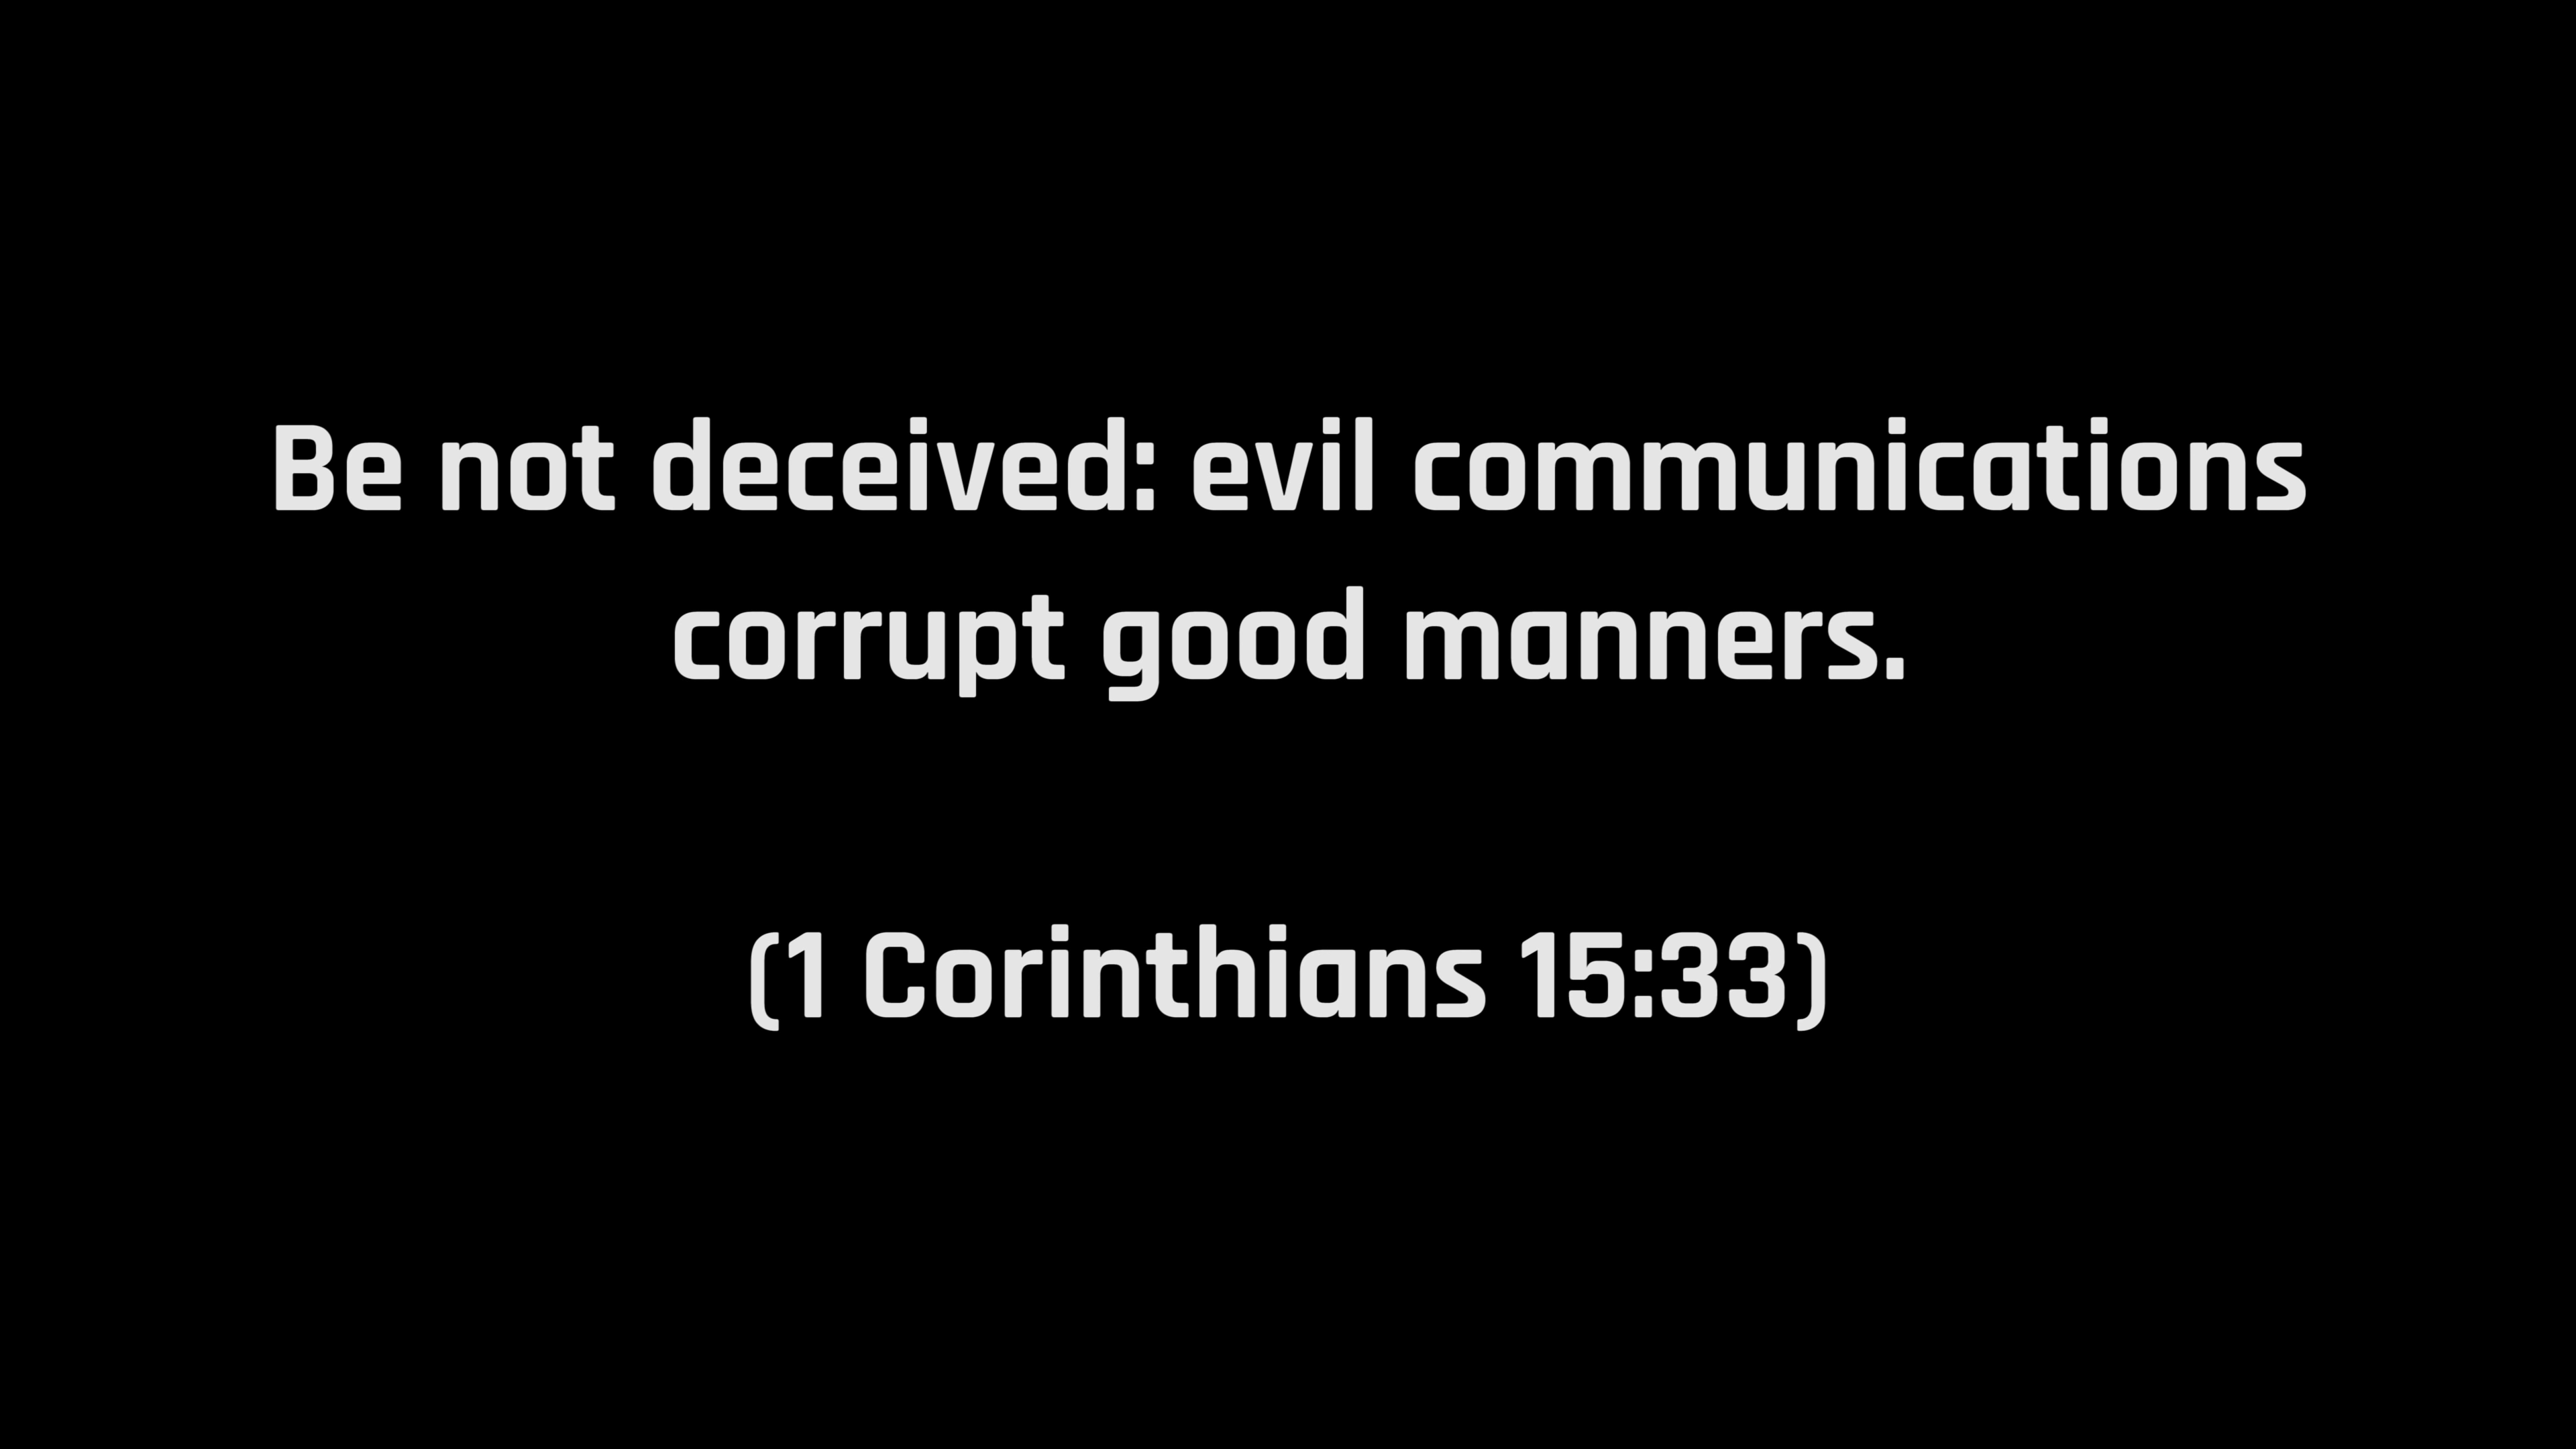 Be not deceived: evil communications
corrupt good manners.
(1 Corinthians 15:33)